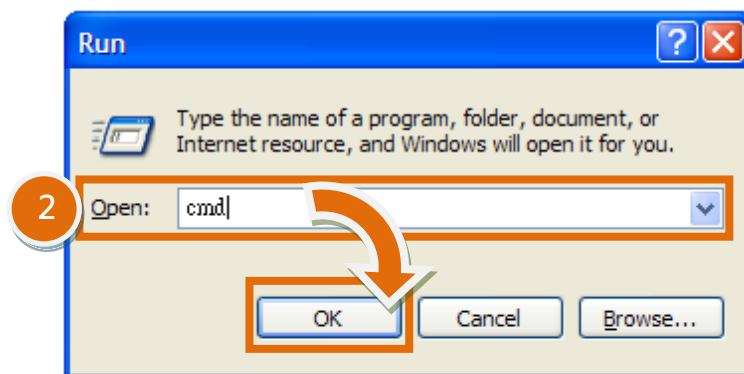 Run
Type the name of a program, folder, document, or
Internet resource, and Windows will open it for you.
2
Open: cmd
OK Cancel Browse...